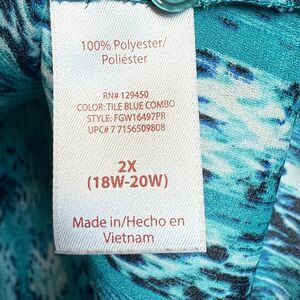 100% Polyester/
Poliéster
RN# 129450
COLOR: TILE BLUE COMBO
STYLE: FGW16497PR
UPC# 7 7156509808
2X
(18W-20W)
Made in/Hecho en
Vietnam